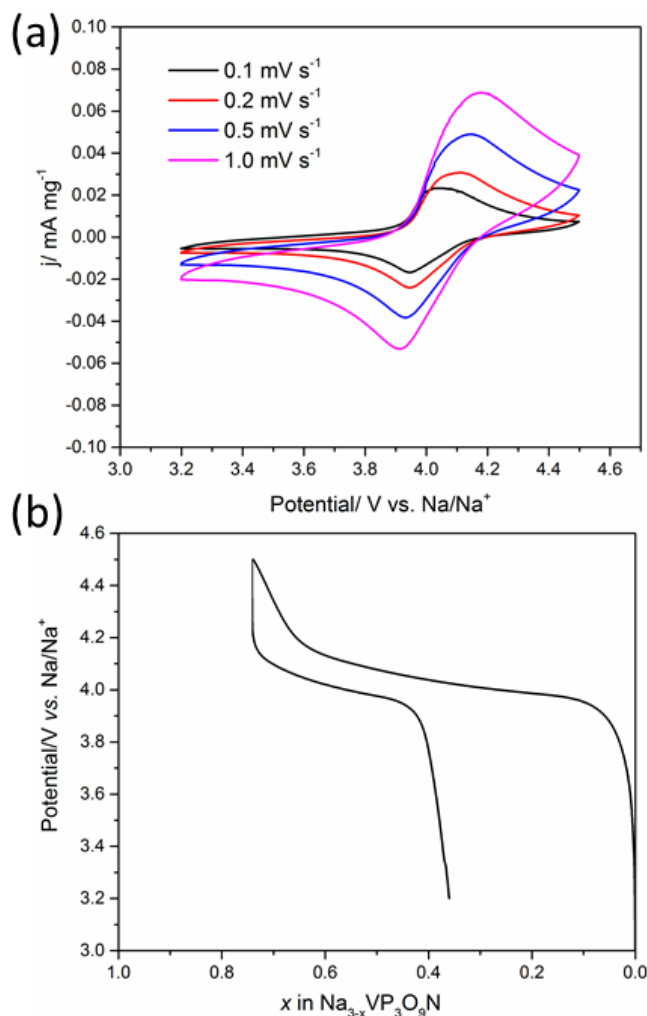 (a)
0.10
0.08
0.06
0.04
0.02
0.00
-0.02
-0.04
-0.06
-0.08
-0.10
j/ mA mg⁻¹
0.1 mV s⁻¹
0.2 mV s⁻¹
0.5 mV s⁻¹
1.0 mV s⁻¹
3.0 3.2 3.4 3.6 3.8 4.0 4.2 4.4 4.6
Potential/ V vs. Na/Na⁺
(b)
4.6
4.4
4.2
4.0
3.8
3.6
3.4
3.2
3.0
Potential/V vs. Na/Na⁺
1.0 0.8 0.6 0.4 0.2 0.0
x in Na₃₋ₓVP₃O₉N